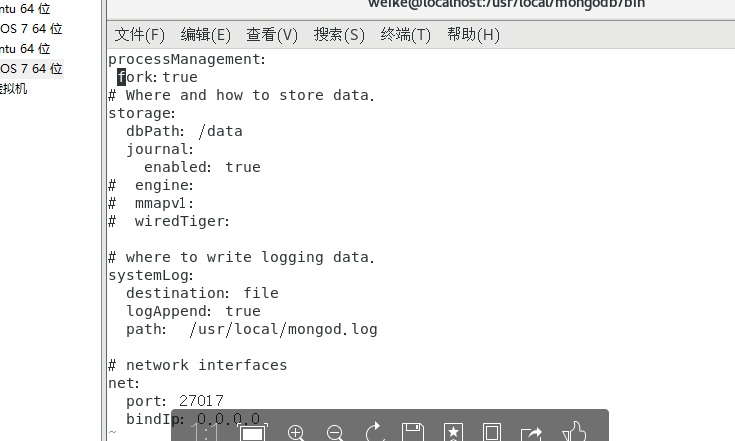 ntu 64 位
OS 7 64 位
ntu 64 位
OS 7 64 位
虚拟机
weike@localhost:/usr/local/mongodb/bin
文件(F) 编辑(E) 查看(V) 搜索(S) 终端(T) 帮助(H)
processManagement:
fork:true
# Where and how to store data.
storage:
dbPath: /data
journal:
enabled: true
# engine:
# mmapv1:
# wiredTiger:
# where to write logging data.
systemLog:
destination: file
logAppend: true
path: /usr/local/mongod.log
# network interfaces
net:
port: 27017
bindIp: 0.0.0.0
~
1:1